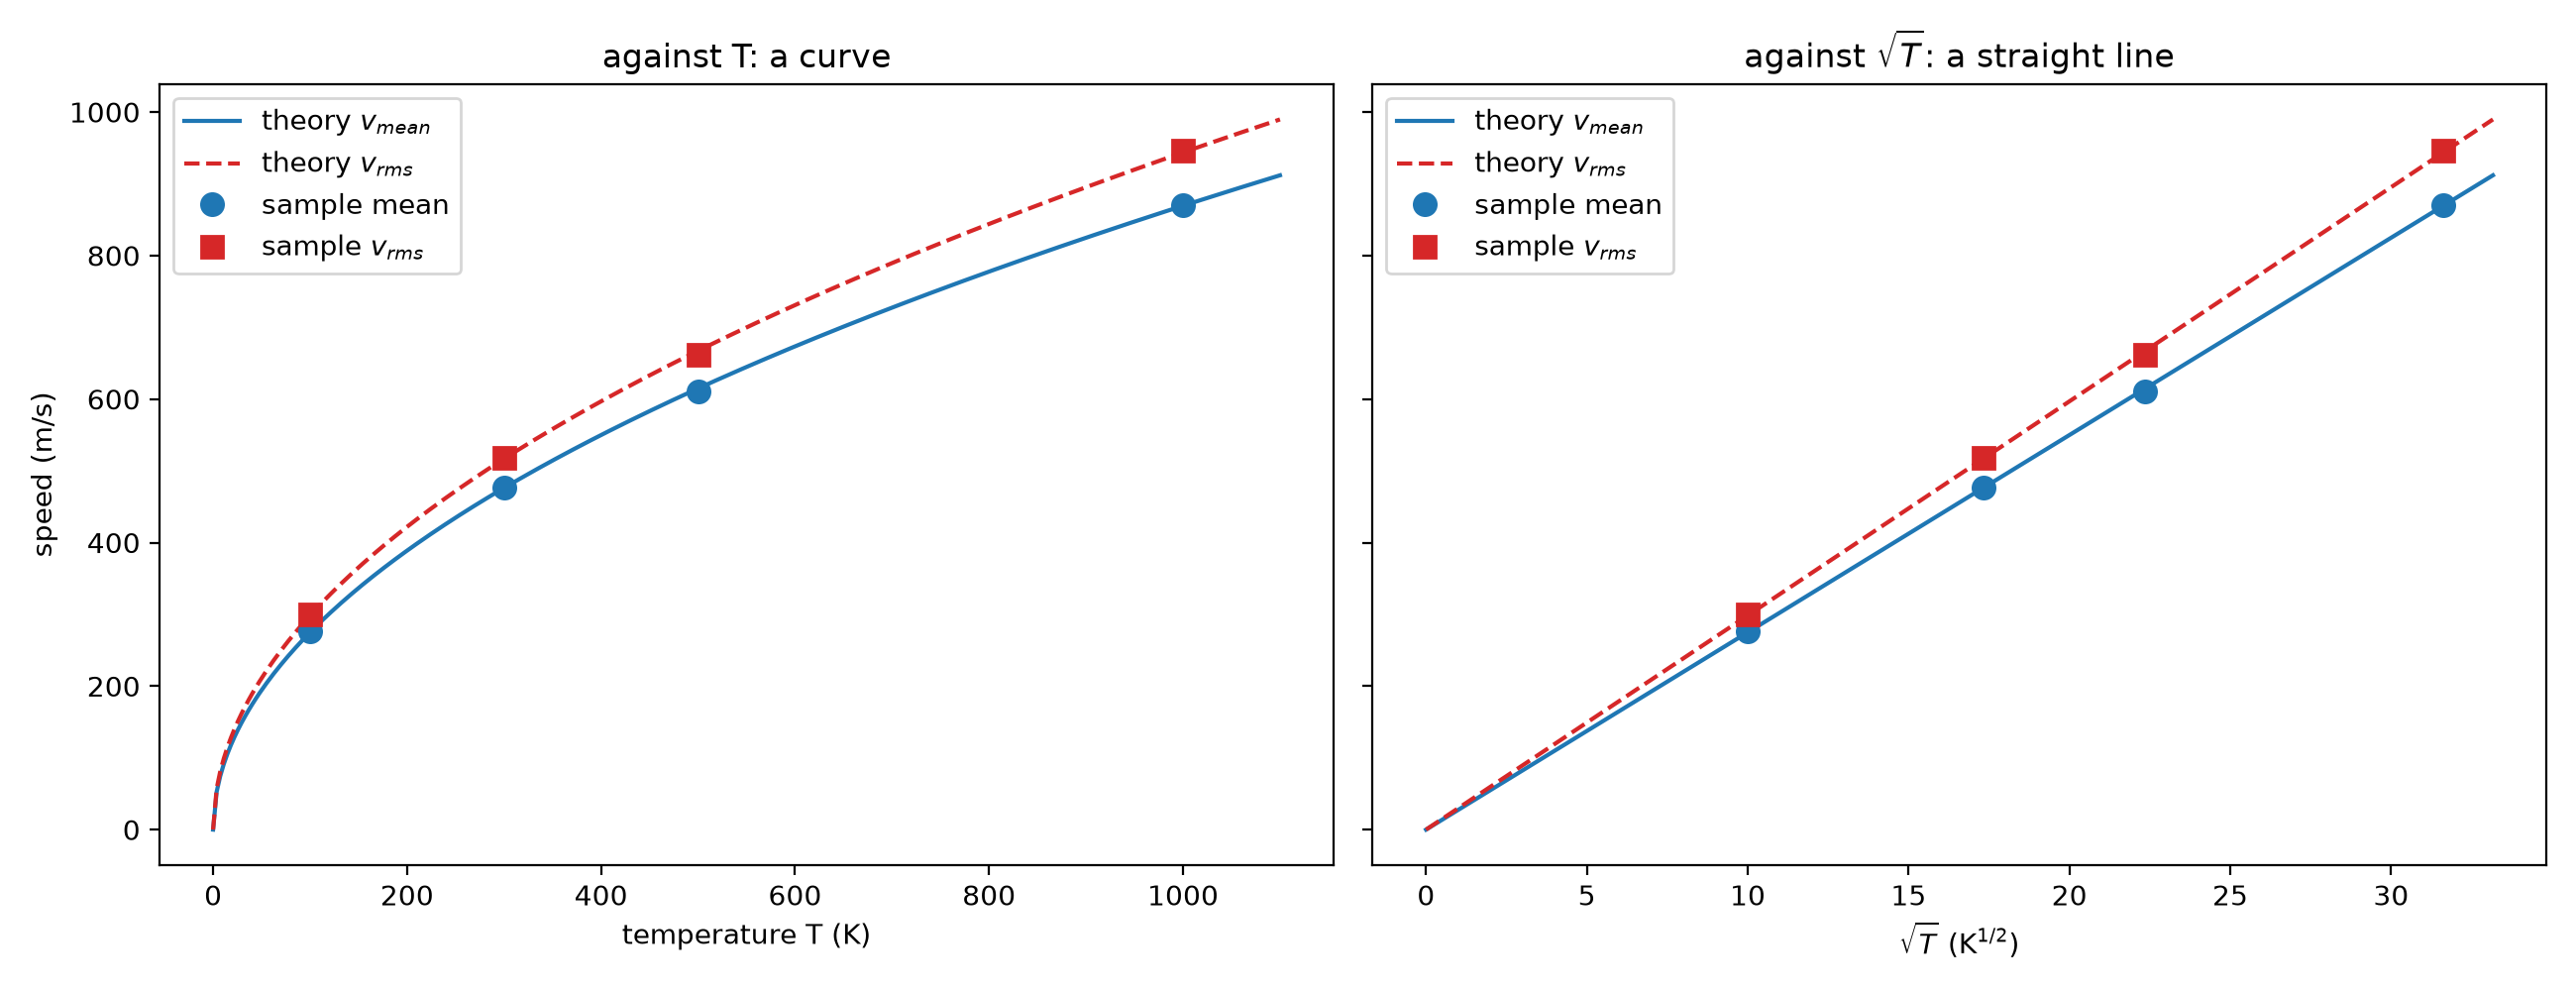 against T: a curve
theory v_mean
theory v_rms
sample mean
sample v_rms
1000
800
600
400
200
0
speed (m/s)
0 200 400 600 800 1000
temperature T (K)
against √T: a straight line
theory v_mean
theory v_rms
sample mean
sample v_rms
0 5 10 15 20 25 30
√T (K^1/2)